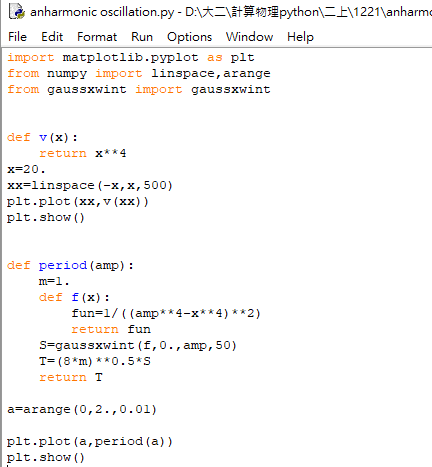 anharmonic oscillation.py - D:\大二\計算物理python\二上\1221\anharmo
File Edit Format Run Options Window Help
import matplotlib.pyplot as plt
from numpy import linspace,arange
from gaussxwint import gaussxwint
def v(x):
    return x**4
x=20.
xx=linspace(-x,x,500)
plt.plot(xx,v(xx))
plt.show()
def period(amp):
    m=1.
    def f(x):
        fun=1/((amp**4-x**4)**2)
        return fun
    S=gaussxwint(f,0.,amp,50)
    T=(8*m)**0.5*S
    return T
a=arange(0,2.,0.01)
plt.plot(a,period(a))
plt.show()